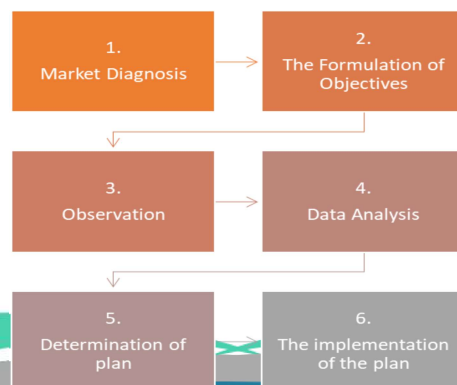 1.
Market Diagnosis
2.
The Formulation of
Objectives
3.
Observation
4.
Data Analysis
5.
Determination of
plan
6.
The implementation
of the plan